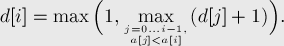 d[i] = max(1, max_{j=0...i-1, a[j]<a[i]} (d[j] + 1)).